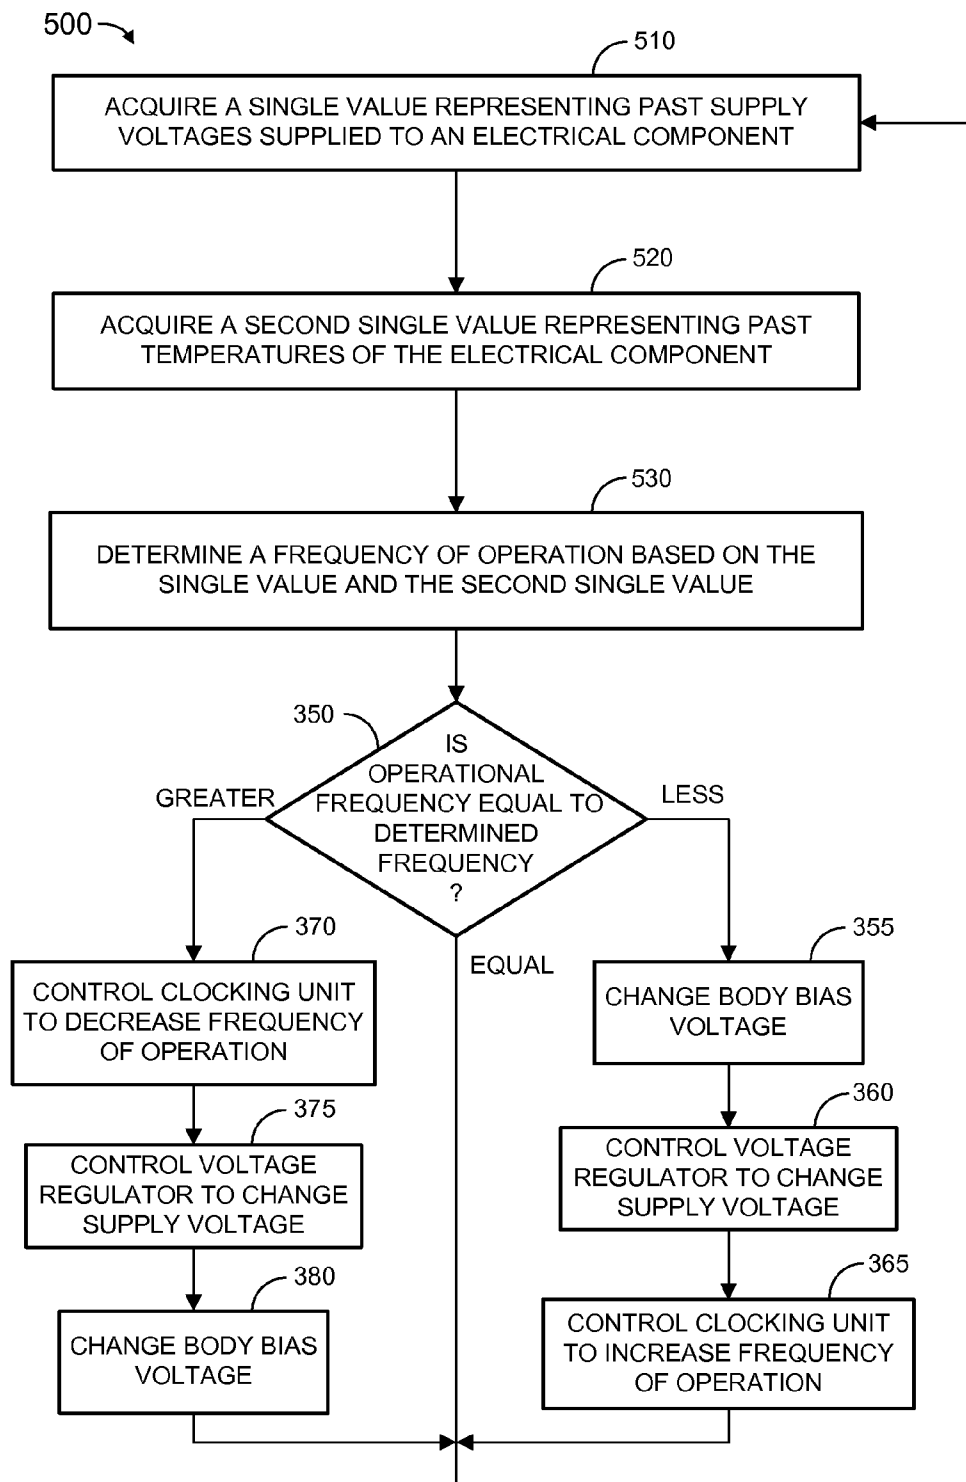 500
510
ACQUIRE A SINGLE VALUE REPRESENTING PAST SUPPLY
VOLTAGES SUPPLIED TO AN ELECTRICAL COMPONENT
520
ACQUIRE A SECOND SINGLE VALUE REPRESENTING PAST
TEMPERATURES OF THE ELECTRICAL COMPONENT
530
DETERMINE A FREQUENCY OF OPERATION BASED ON THE
SINGLE VALUE AND THE SECOND SINGLE VALUE
350
IS
OPERATIONAL
FREQUENCY EQUAL TO
DETERMINED
FREQUENCY
?
GREATER
LESS
EQUAL
370
CONTROL CLOCKING UNIT
TO DECREASE FREQUENCY
OF OPERATION
375
CONTROL VOLTAGE
REGULATOR TO CHANGE
SUPPLY VOLTAGE
380
CHANGE BODY BIAS
VOLTAGE
355
CHANGE BODY BIAS
VOLTAGE
360
CONTROL VOLTAGE
REGULATOR TO CHANGE
SUPPLY VOLTAGE
365
CONTROL CLOCKING UNIT
TO INCREASE FREQUENCY
OF OPERATION